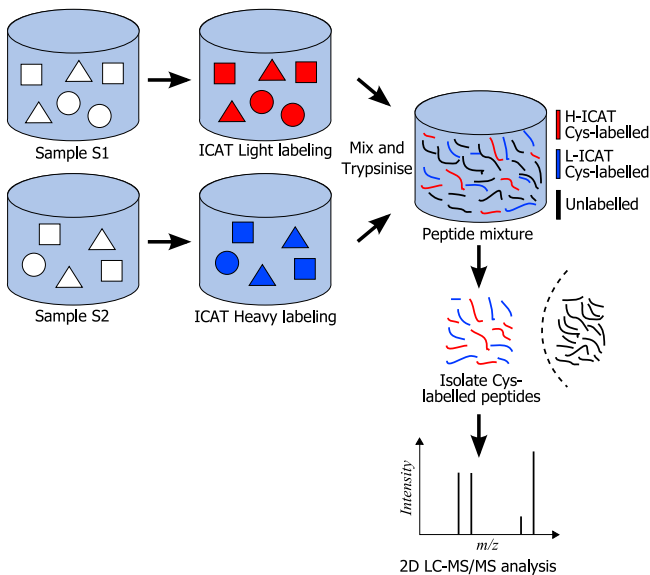 Sample S1
ICAT Light labeling
Mix and
Trypsinise
H-ICAT
Cys-labelled
L-ICAT
Cys-labelled
Unlabelled
Peptide mixture
Sample S2
ICAT Heavy labeling
Isolate Cys-
labelled peptides
Intensity
m/z
2D LC-MS/MS analysis